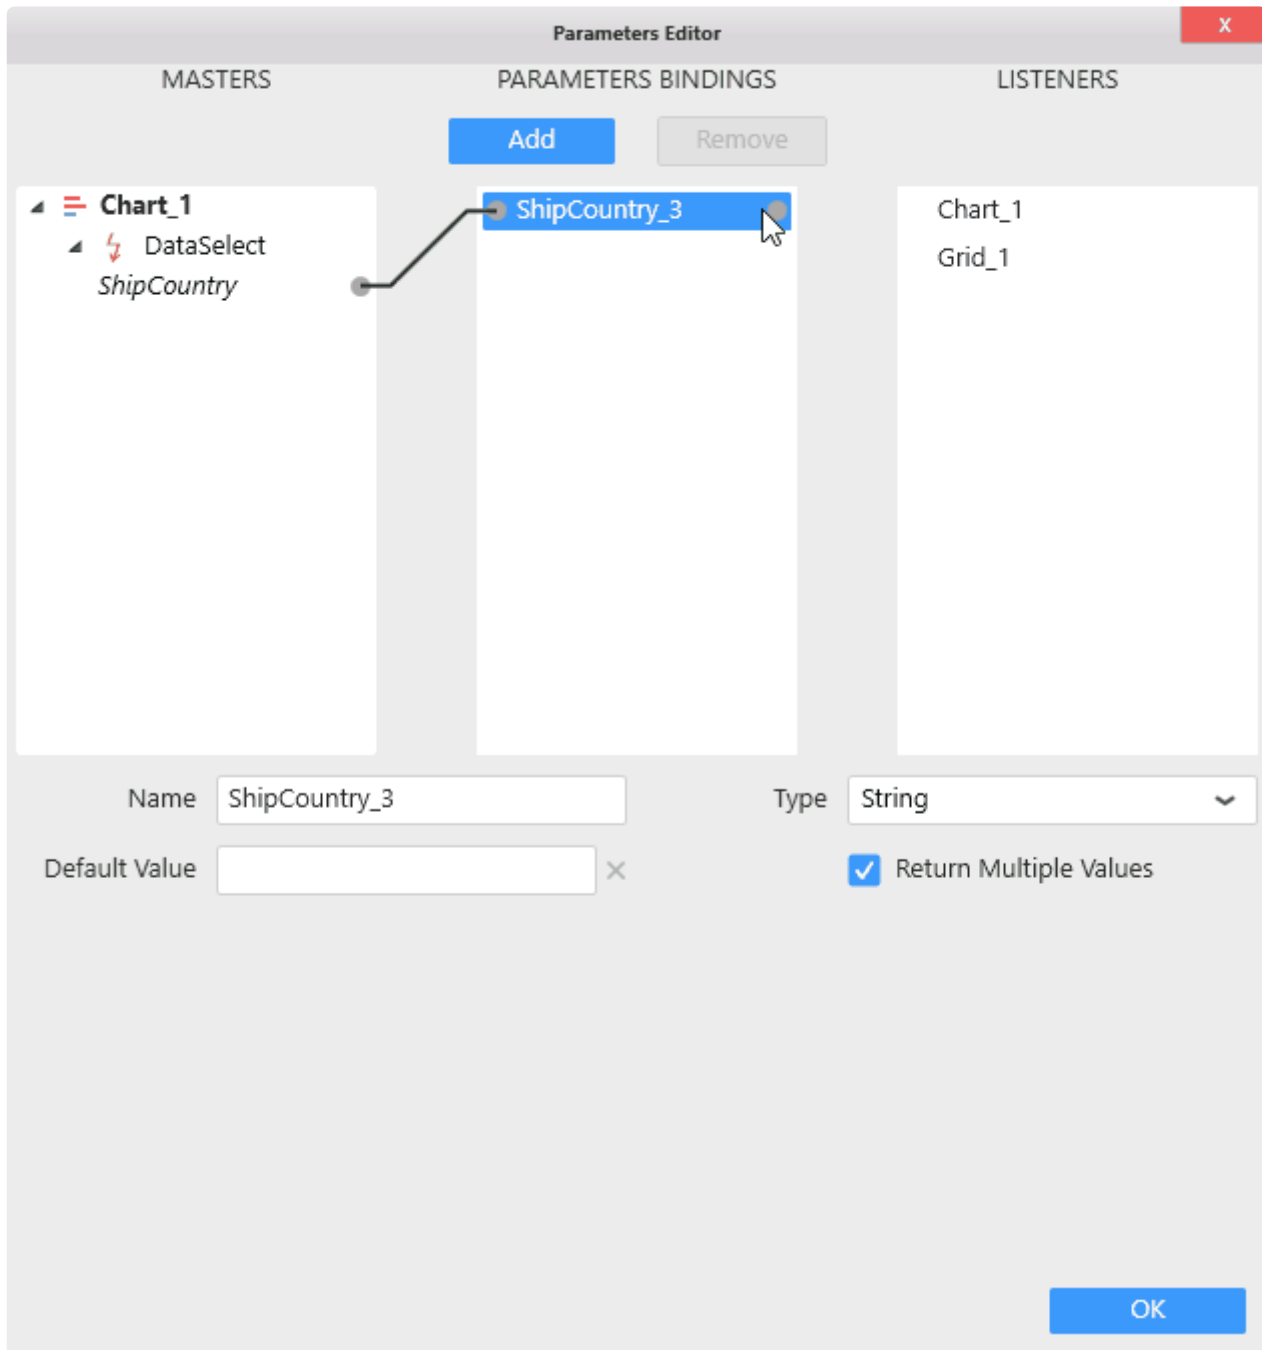 Parameters Editor
X
MASTERS
PARAMETERS BINDINGS
LISTENERS
Add
Remove
Chart_1
DataSelect
ShipCountry
ShipCountry_3
Chart_1
Grid_1
Name
ShipCountry_3
Type
String
Default Value
Return Multiple Values
OK